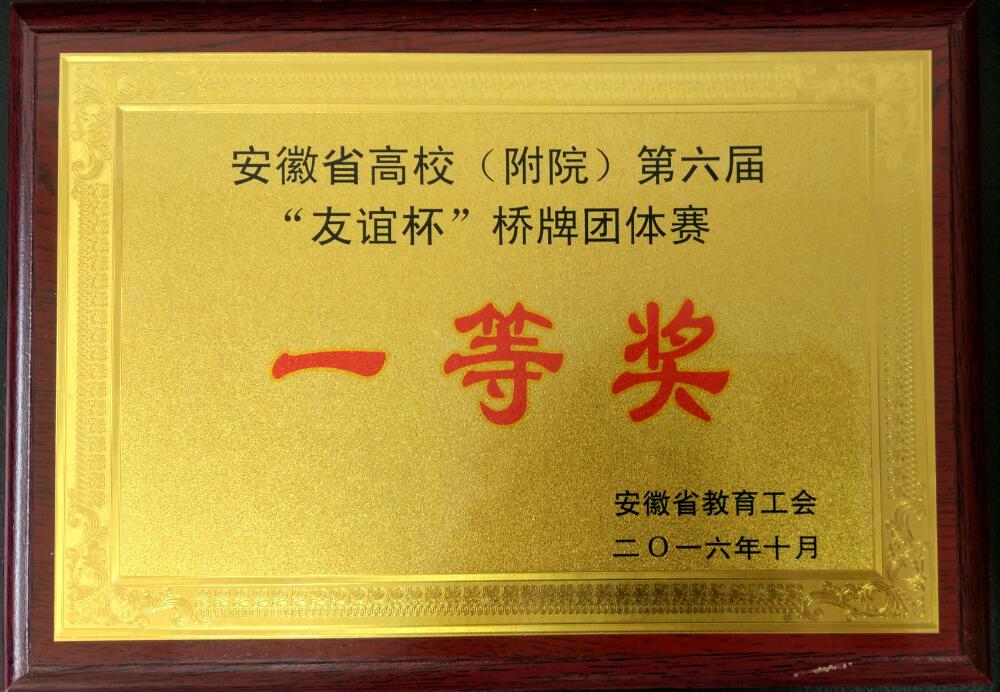 安徽省高校（附院）第六届
“友谊杯”桥牌团体赛
一等奖
安徽省教育工会
二〇一六年十月